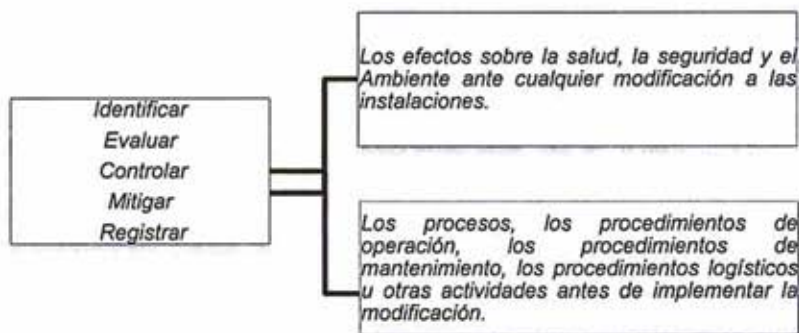 Identificar
Evaluar
Controlar
Mitigar
Registrar
Los efectos sobre la salud, la seguridad y el
Ambiente ante cualquier modificación a las
instalaciones.
Los procesos, los procedimientos de
operación, los procedimientos de
mantenimiento, los procedimientos logísticos
u otras actividades antes de implementar la
modificación.